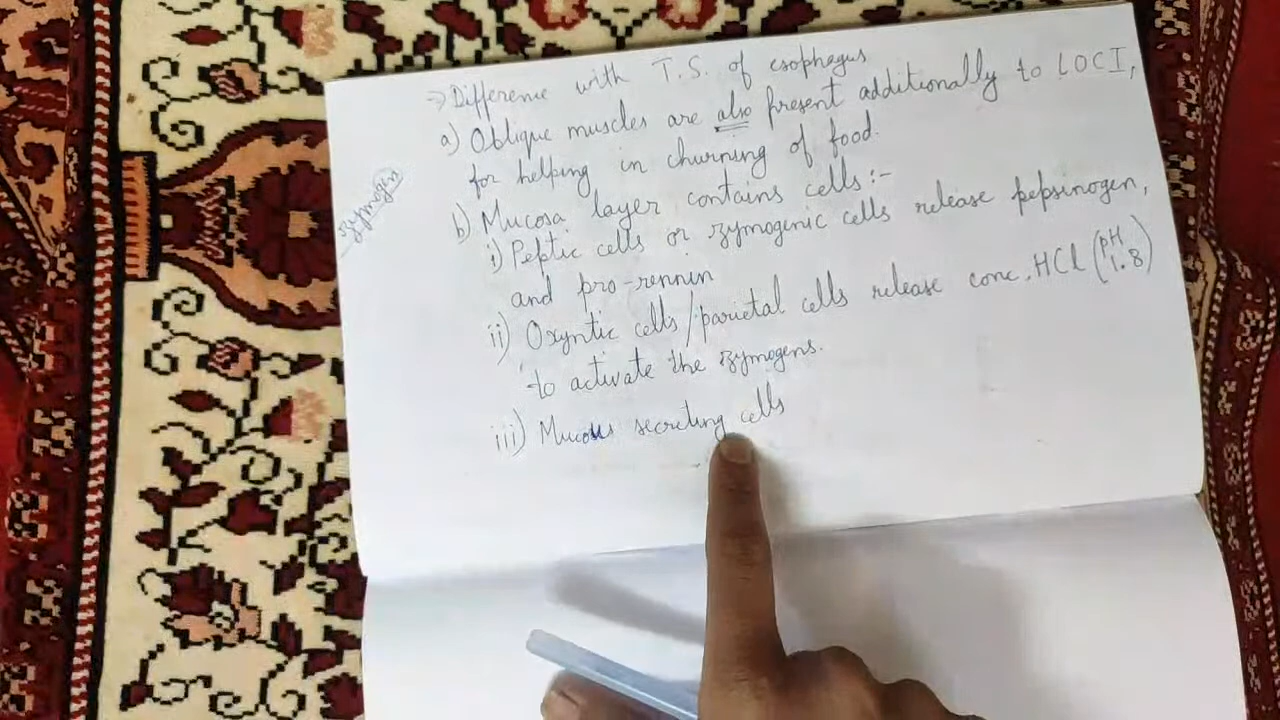 ⇒ Difference with T.S. of esophagus
a) Oblique muscles are also present additionally to LOCI,
for helping in churning of food.
b) Mucosa layer contains cells:-
i) Peptic cells or zymogenic cells release pepsinogen,
and pro-rennin
ii) Oxyntic cells/parietal cells release conc. HCl (pH 1.8)
to activate the zymogens.
iii) Mucous secreting cells
zymogen